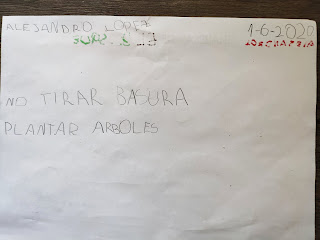 ALEJANDRO LOPEZ
1-6-2020
NO TIRAR BASURA
PLANTAR ARBOLES